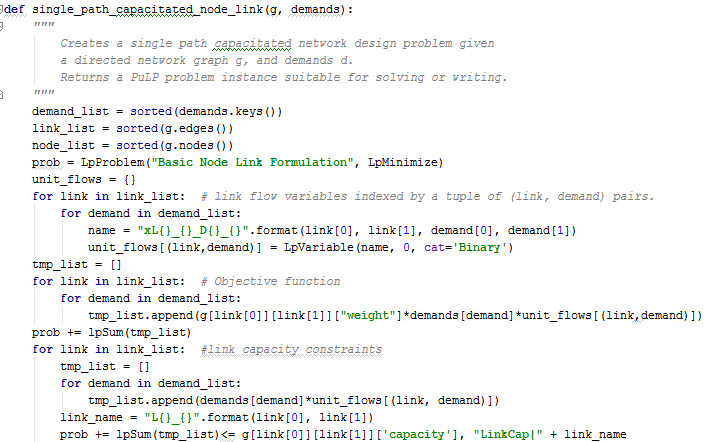 def single_path_capacitated_node_link(g, demands):
    """
        Creates a single path capacitated network design problem given
        a directed network graph g, and demands d.
        Returns a PuLP problem instance suitable for solving or writing.
    """
    demand_list = sorted(demands.keys())
    link_list = sorted(g.edges())
    node_list = sorted(g.nodes())
    prob = LpProblem("Basic Node Link Formulation", LpMinimize)
    unit_flows = {}
    for link in link_list:  # link flow variables indexed by a tuple of (link, demand) pairs.
        for demand in demand_list:
            name = "xL{}_{}_D{}_{}".format(link[0], link[1], demand[0], demand[1])
            unit_flows[(link,demand)] = LpVariable(name, 0, cat='Binary')
    tmp_list = []
    for link in link_list:  # Objective function
        for demand in demand_list:
            tmp_list.append(g[link[0]][link[1]]["weight"]*demands[demand]*unit_flows[(link,demand)])
    prob += lpSum(tmp_list)
    for link in link_list:  #link capacity constraints
        tmp_list = []
        for demand in demand_list:
            tmp_list.append(demands[demand]*unit_flows[(link, demand)])
        link_name = "L{}_{}".format(link[0], link[1])
        prob += lpSum(tmp_list)<= g[link[0]][link[1]]['capacity'], "LinkCap|" + link_name